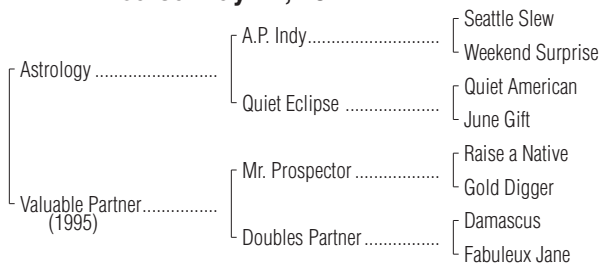 Seattle Slew
A.P. Indy
Weekend Surprise
Astrology
Quiet American
Quiet Eclipse
June Gift
Raise a Native
Mr. Prospector
Gold Digger
Valuable Partner
(1995)
Damascus
Doubles Partner
Fabuleux Jane